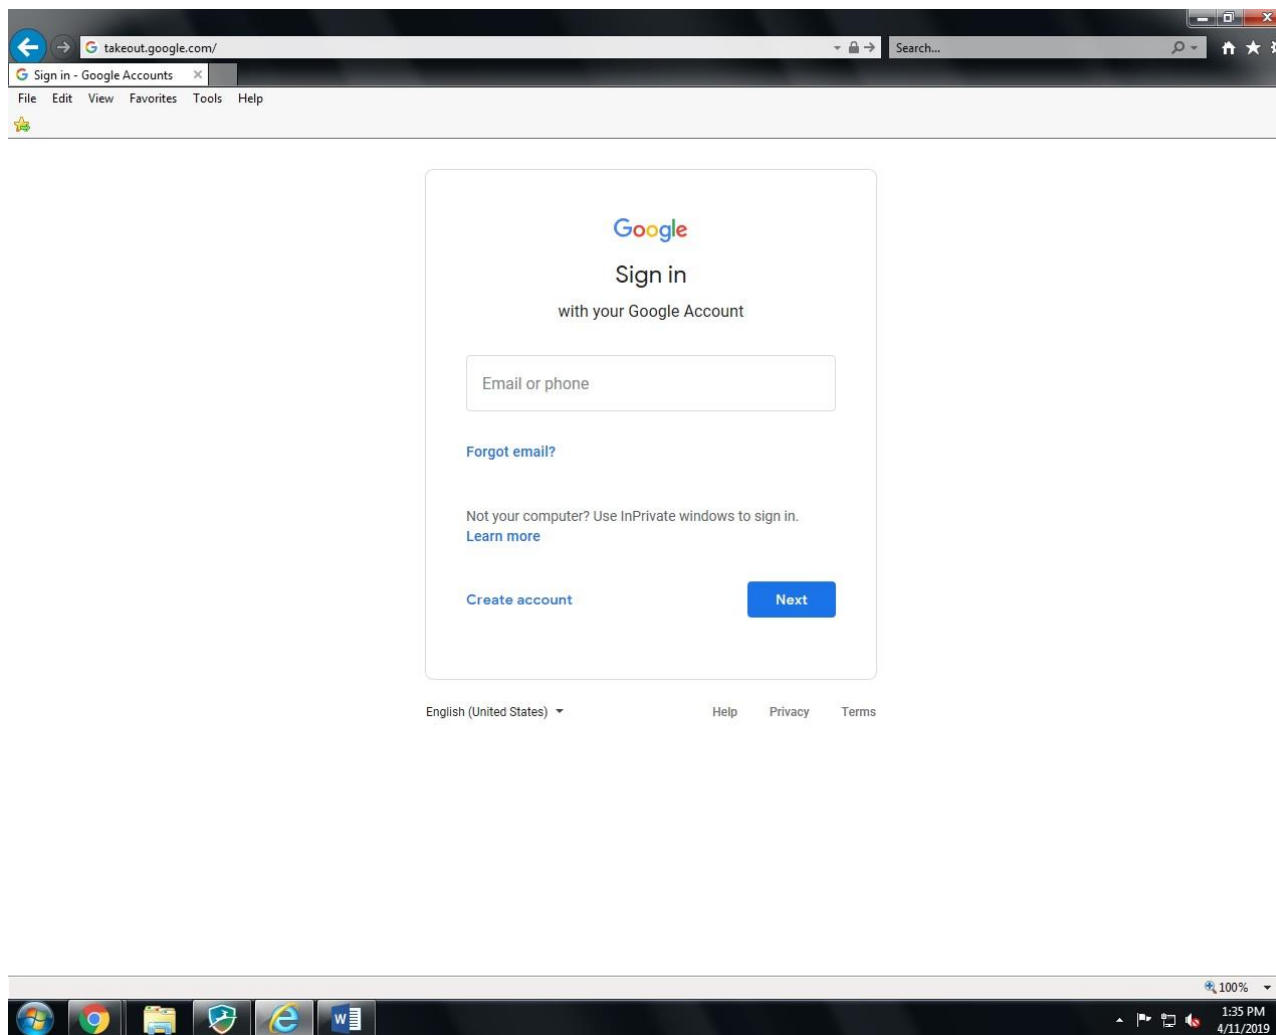 takeout.google.com/
Search...
Sign in - Google Accounts
File Edit View Favorites Tools Help
Google
Sign in
with your Google Account
Email or phone
Forgot email?
Not your computer? Use InPrivate windows to sign in.
Learn more
Create account Next
English (United States) Help Privacy Terms
100%
1:35 PM
4/11/2019